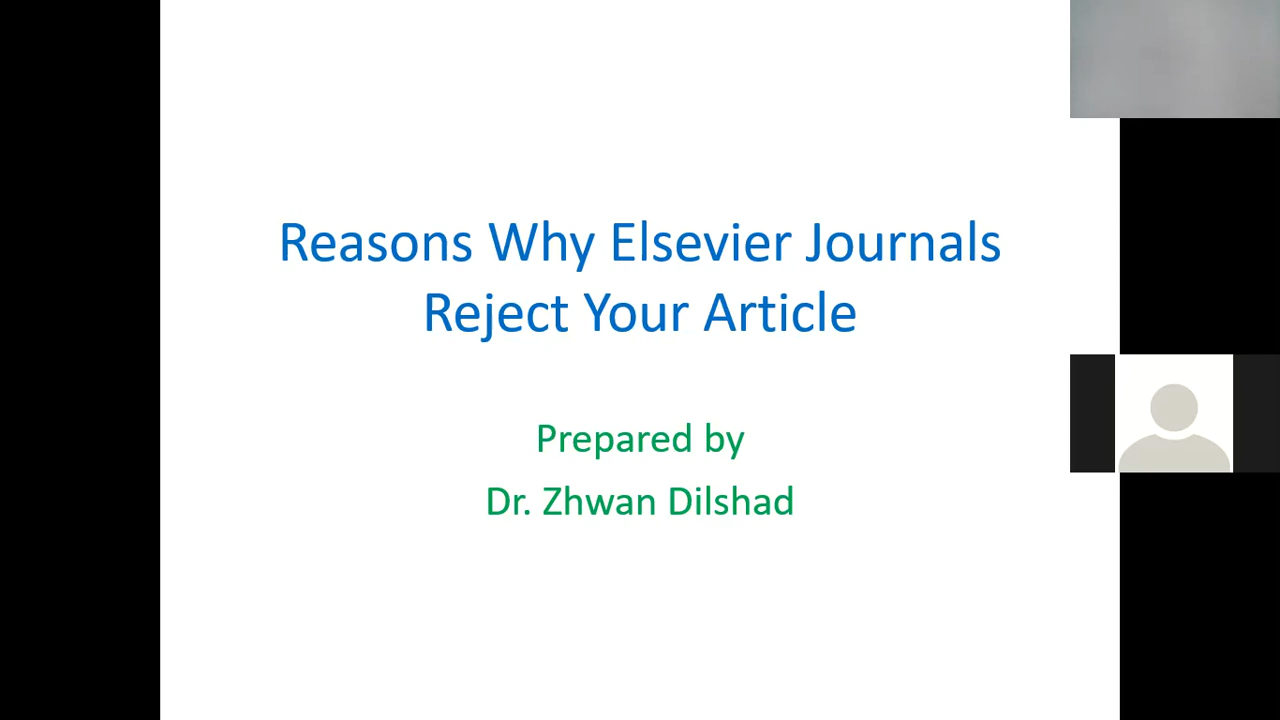 Reasons Why Elsevier Journals
Reject Your Article
Prepared by
Dr. Zhwan Dilshad